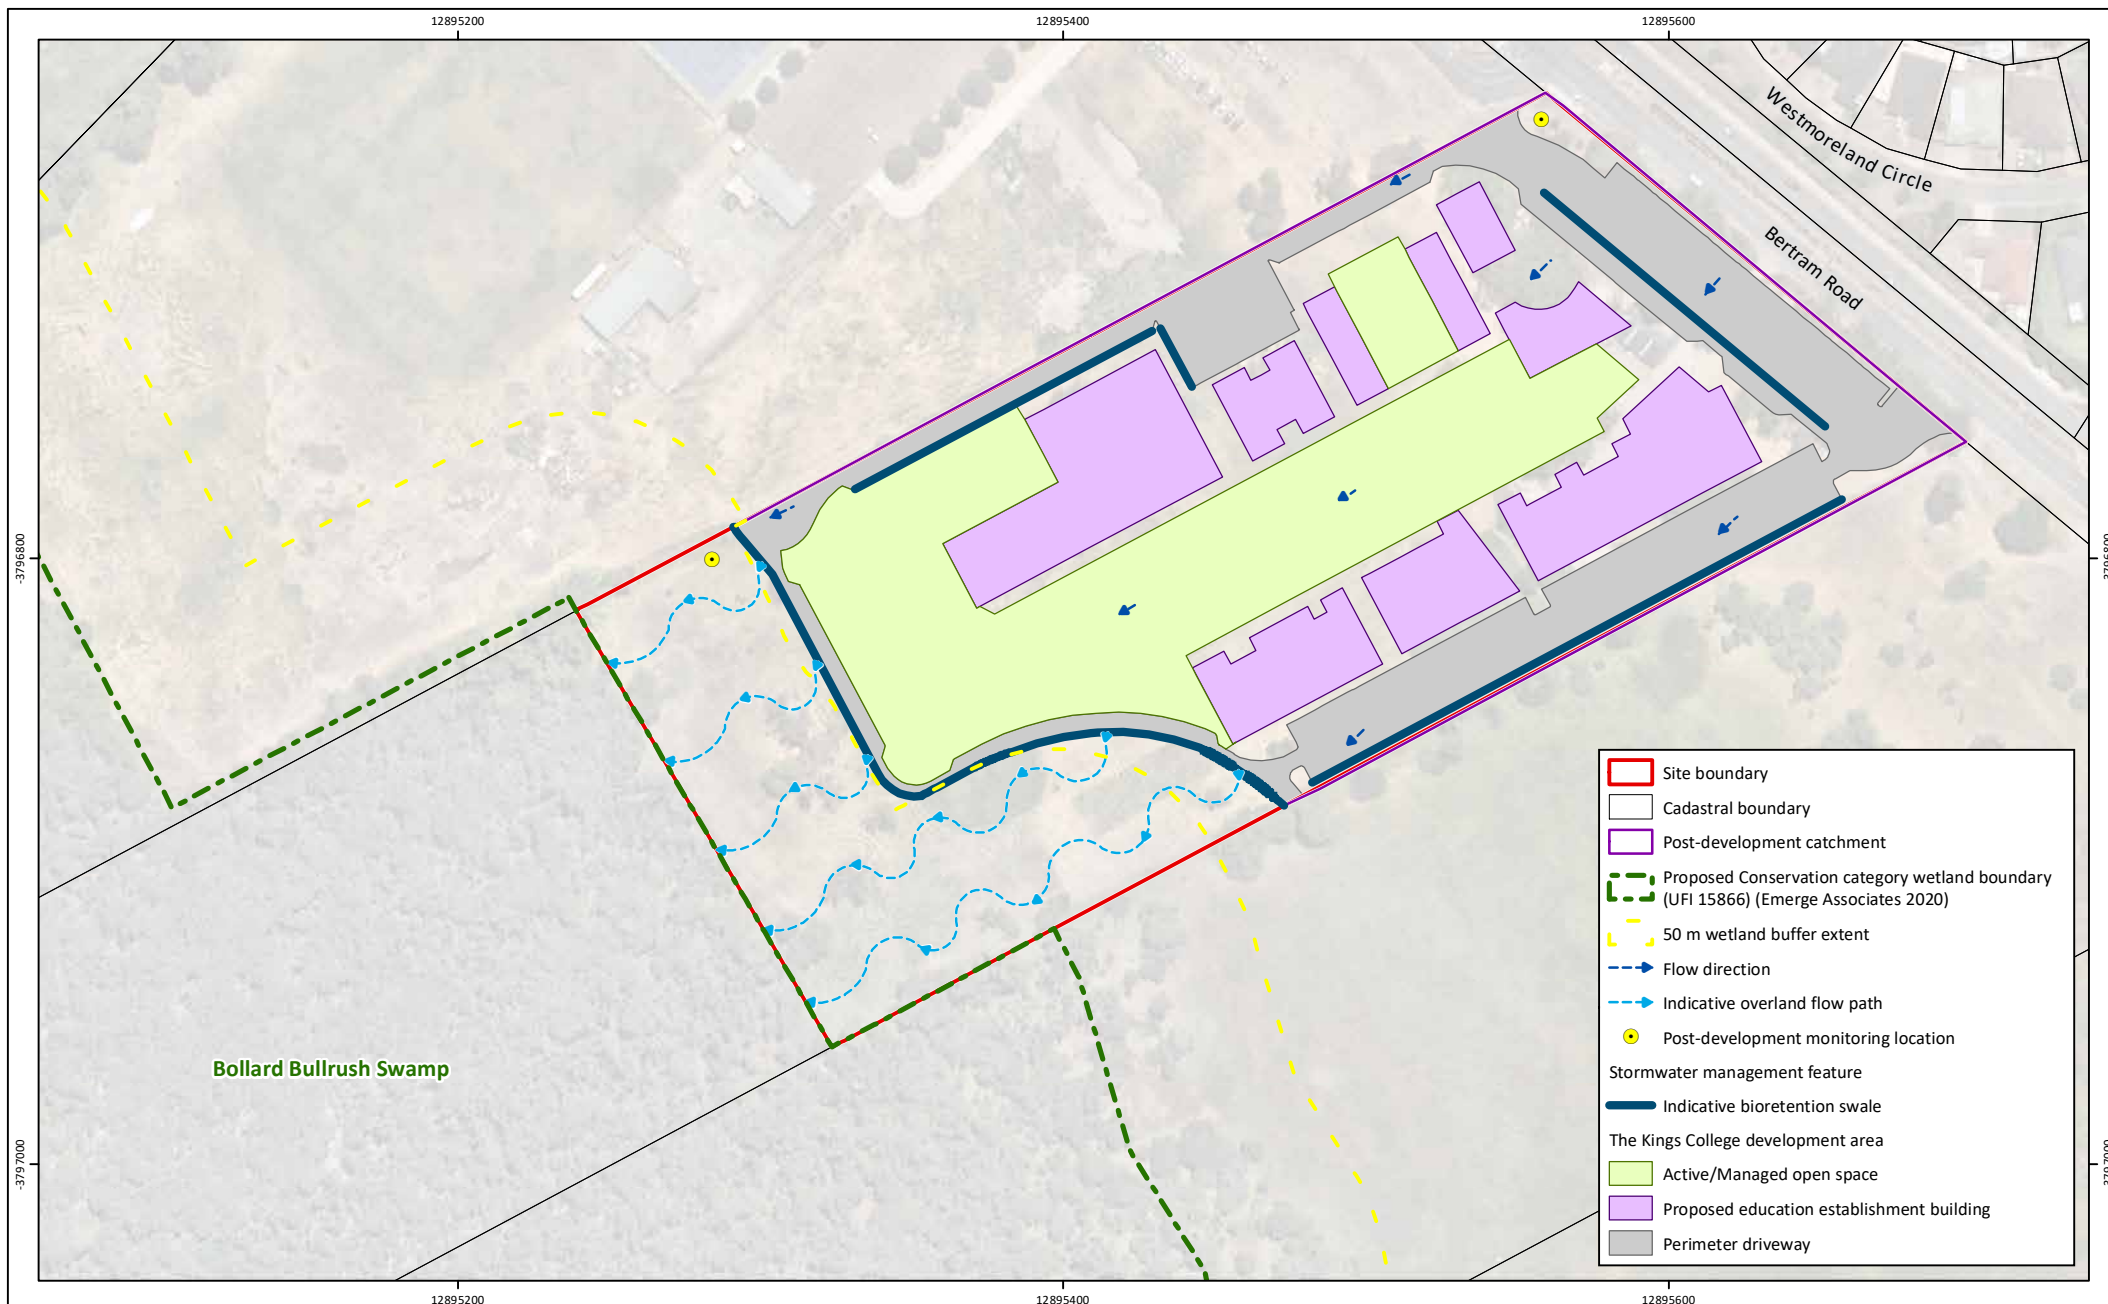 12895200
12895400
12895600
Westmoreland Circle
Bertram Road
-3796800
-3796800
Site boundary
Cadastral boundary
Post-development catchment
Proposed Conservation category wetland boundary
(UFI 15866) (Emerge Associates 2020)
50 m wetland buffer extent
Flow direction
Indicative overland flow path
Post-development monitoring location
Stormwater management feature
Indicative bioretention swale
The Kings College development area
Active/Managed open space
Proposed education establishment building
Perimeter driveway
Bollard Bullrush Swamp
-3797000
12895200
12895400
12895600